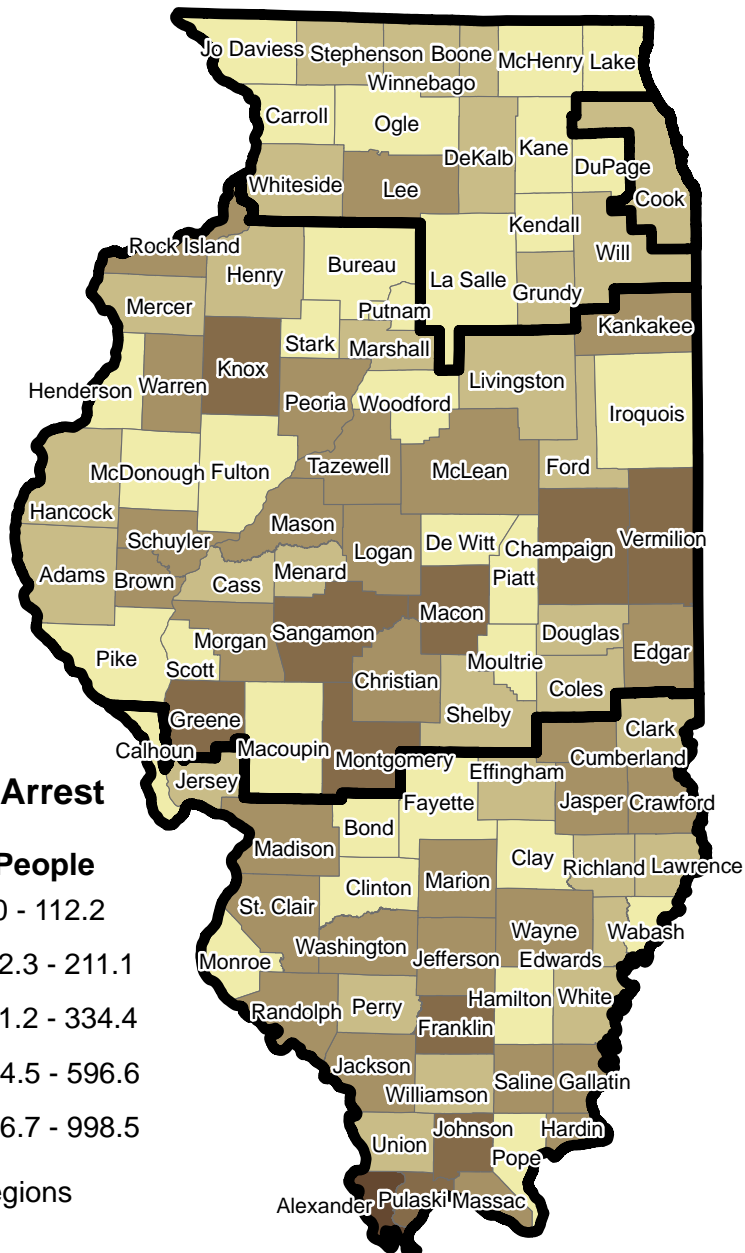 Jo Daviess Stephenson Boone McHenry Lake
Winnebago
Carroll Ogle
DeKalb Kane DuPage
Whiteside Lee Cook
Kendall
Rock Island Will
Henry Bureau La Salle
Grundy
Mercer Putnam
Kankakee
Stark Marshall
Knox
Henderson Warren Livingston
Peoria Woodford
Iroquois
McDonough Fulton Tazewell McLean Ford
Hancock
Mason
Schuyler De Witt Champaign Vermilion
Logan
Adams Brown Cass Menard
Piatt
Macon
Morgan Sangamon Douglas
Pike Scott Moultrie Edgar
Christian Coles
Greene Shelby
Clark
Calhoun Macoupin Montgomery Cumberland
Jersey Effingham
Arrest Fayette Jasper Crawford
Bond
Madison
People Clay Richland Lawrence
Clinton Marion
0 - 112.2 St. Clair
Wayne Wabash
Washington
2.3 - 211.1 Monroe Jefferson Edwards
Hamilton White
1.2 - 334.4 Randolph Perry
Franklin
4.5 - 596.6 Jackson
Saline Gallatin
Williamson
6.7 - 998.5 Johnson Hardin
Union
Pope
egions Alexander Pulaski Massac